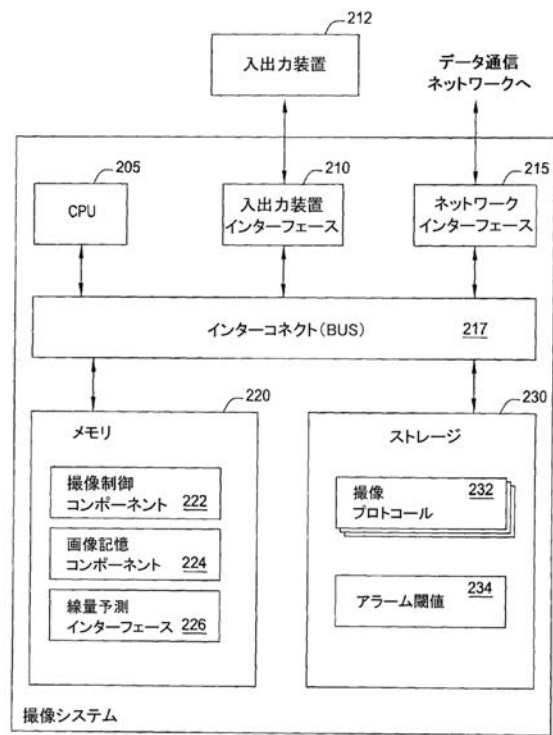 212
入出力装置
データ通信
ネットワークへ
205
CPU
210
入出力装置
インターフェース
215
ネットワーク
インターフェース
インターコネクト(BUS) 217
220
メモリ
撮像制御
コンポーネント 222
画像記憶
コンポーネント 224
線量予測
インターフェース 226
230
ストレージ
撮像 232
プロトコール
アラーム閾値 234
撮像システム